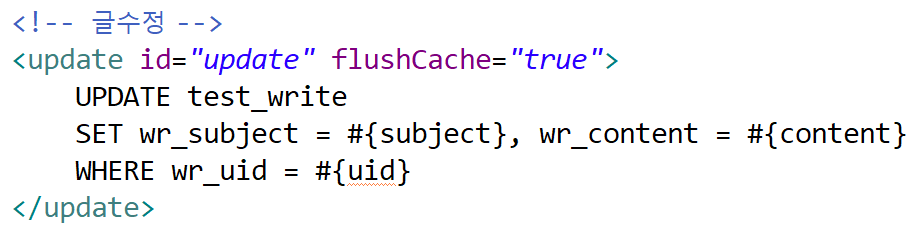 <!-- 글수정 -->
<update id="update" flushCache="true">
UPDATE test_write
SET wr_subject = #{subject}, wr_content = #{content}
WHERE wr_uid = #{uid}
</update>